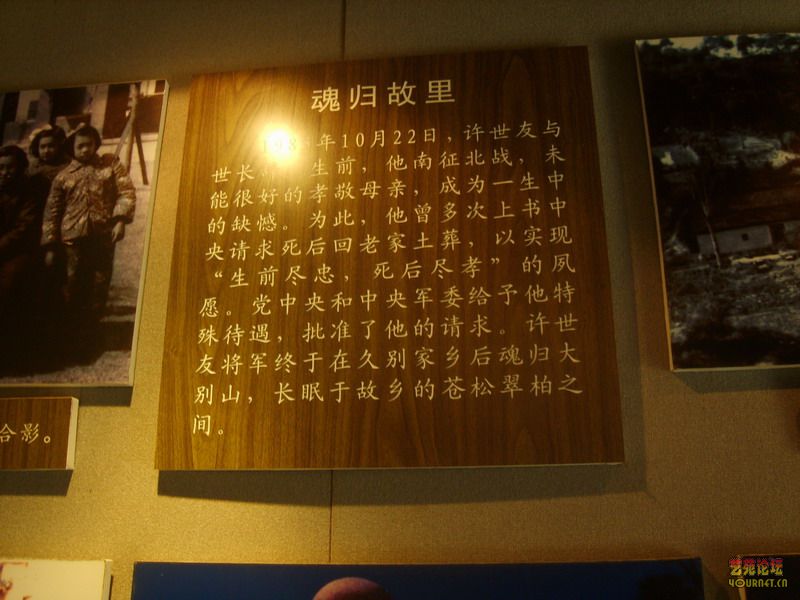 魂归故里
198 年10月22日，许世友与
世长 生前，他南征北战，未
能很好的孝敬母亲，成为一生中
的缺憾。为此，他曾多次上书中
央请求死后回老家土葬，以实现
“生前尽忠，死后尽孝”的夙
愿。党中央和中央军委给予他特
殊待遇，批准了他的请求。许世
友将军终于在久别家乡后魂归大
别山，长眠于故乡的苍松翠柏之
间。
合影。
艺苑论坛
YOURNET.CN